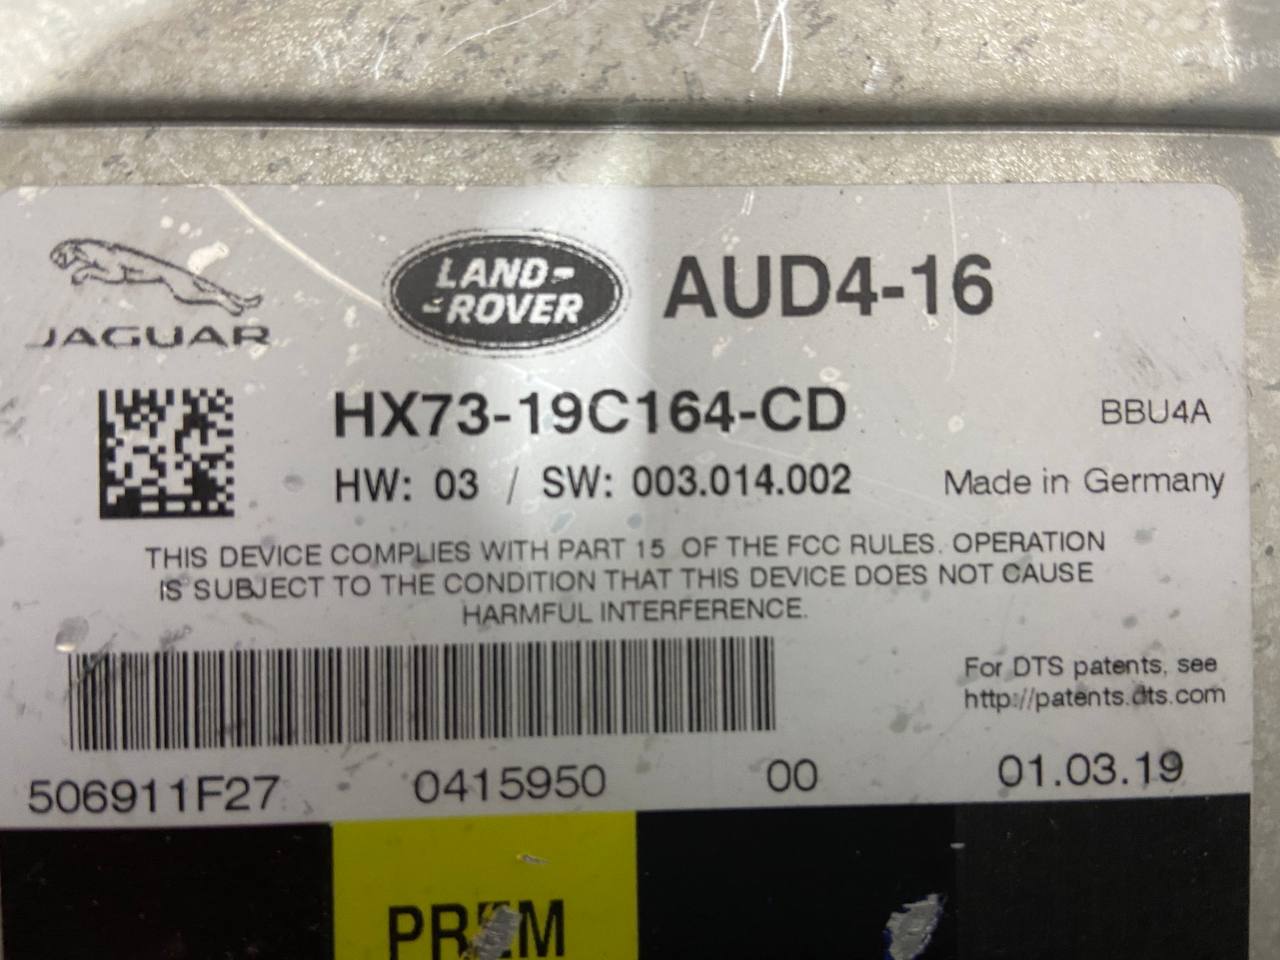 JAGUAR
LAND-
-ROVER
AUD4-16
HX73-19C164-CD
BBU4A
HW: 03 / SW: 003.014.002
Made in Germany
THIS DEVICE COMPLIES WITH PART 15 OF THE FCC RULES. OPERATION
IS SUBJECT TO THE CONDITION THAT THIS DEVICE DOES NOT CAUSE
HARMFUL INTERFERENCE.
For DTS patents, see
http://patents.dts.com
506911F27 0415950 00 01.03.19
PREM